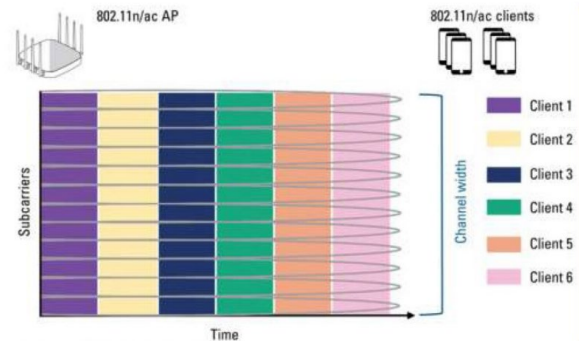 802.11n/ac AP
802.11n/ac clients
Subcarriers
Time
Channel width
Client 1
Client 2
Client 3
Client 4
Client 5
Client 6